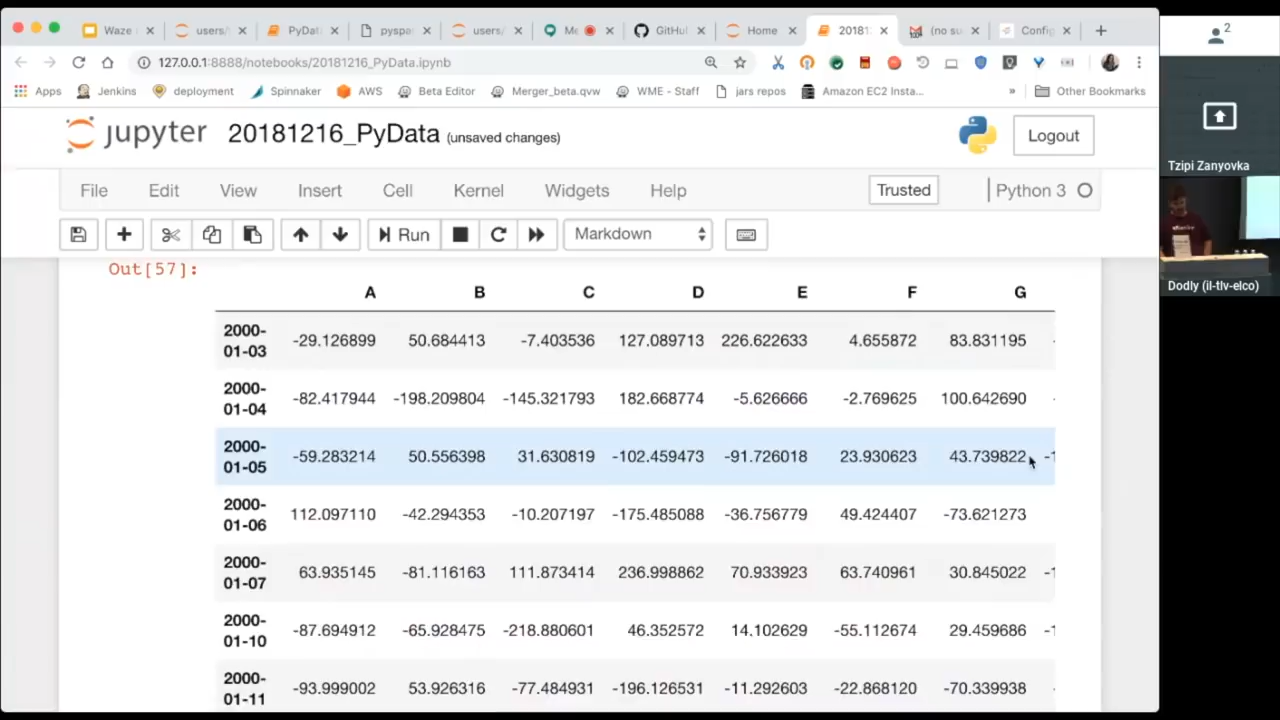 Waze
users/
PyDat
pyspa
users/
Me
GitHu
Home
20181
(no su
Config
2
127.0.0.1:8888/notebooks/20181216_PyData.ipynb
Apps Jenkins deployment Spinnaker AWS Beta Editor Merger_beta.qvw WME - Staff jars repos Amazon EC2 Insta... » Other Bookmarks
jupyter 20181216_PyData (unsaved changes) Logout
Tzipi Zanyovka
File Edit View Insert Cell Kernel Widgets Help Trusted Python 3
Run Markdown
Out[57]:
Dodly (il-tlv-elco)
A B C D E F G
2000-
01-03 -29.126899 50.684413 -7.403536 127.089713 226.622633 4.655872 83.831195 -
2000-
01-04 -82.417944 -198.209804 -145.321793 182.668774 -5.626666 -2.769625 100.642690 -
2000-
01-05 -59.283214 50.556398 31.630819 -102.459473 -91.726018 23.930623 43.739822 -1
2000-
01-06 112.097110 -42.294353 -10.207197 -175.485088 -36.756779 49.424407 -73.621273
2000-
01-07 63.935145 -81.116163 111.873414 236.998862 70.933923 63.740961 30.845022 -1
2000-
01-10 -87.694912 -65.928475 -218.880601 46.352572 14.102629 -55.112674 29.459686 -1
2000-
01-11 -93.999002 53.926316 -77.484931 -196.126531 -11.292603 -22.868120 -70.339938 -